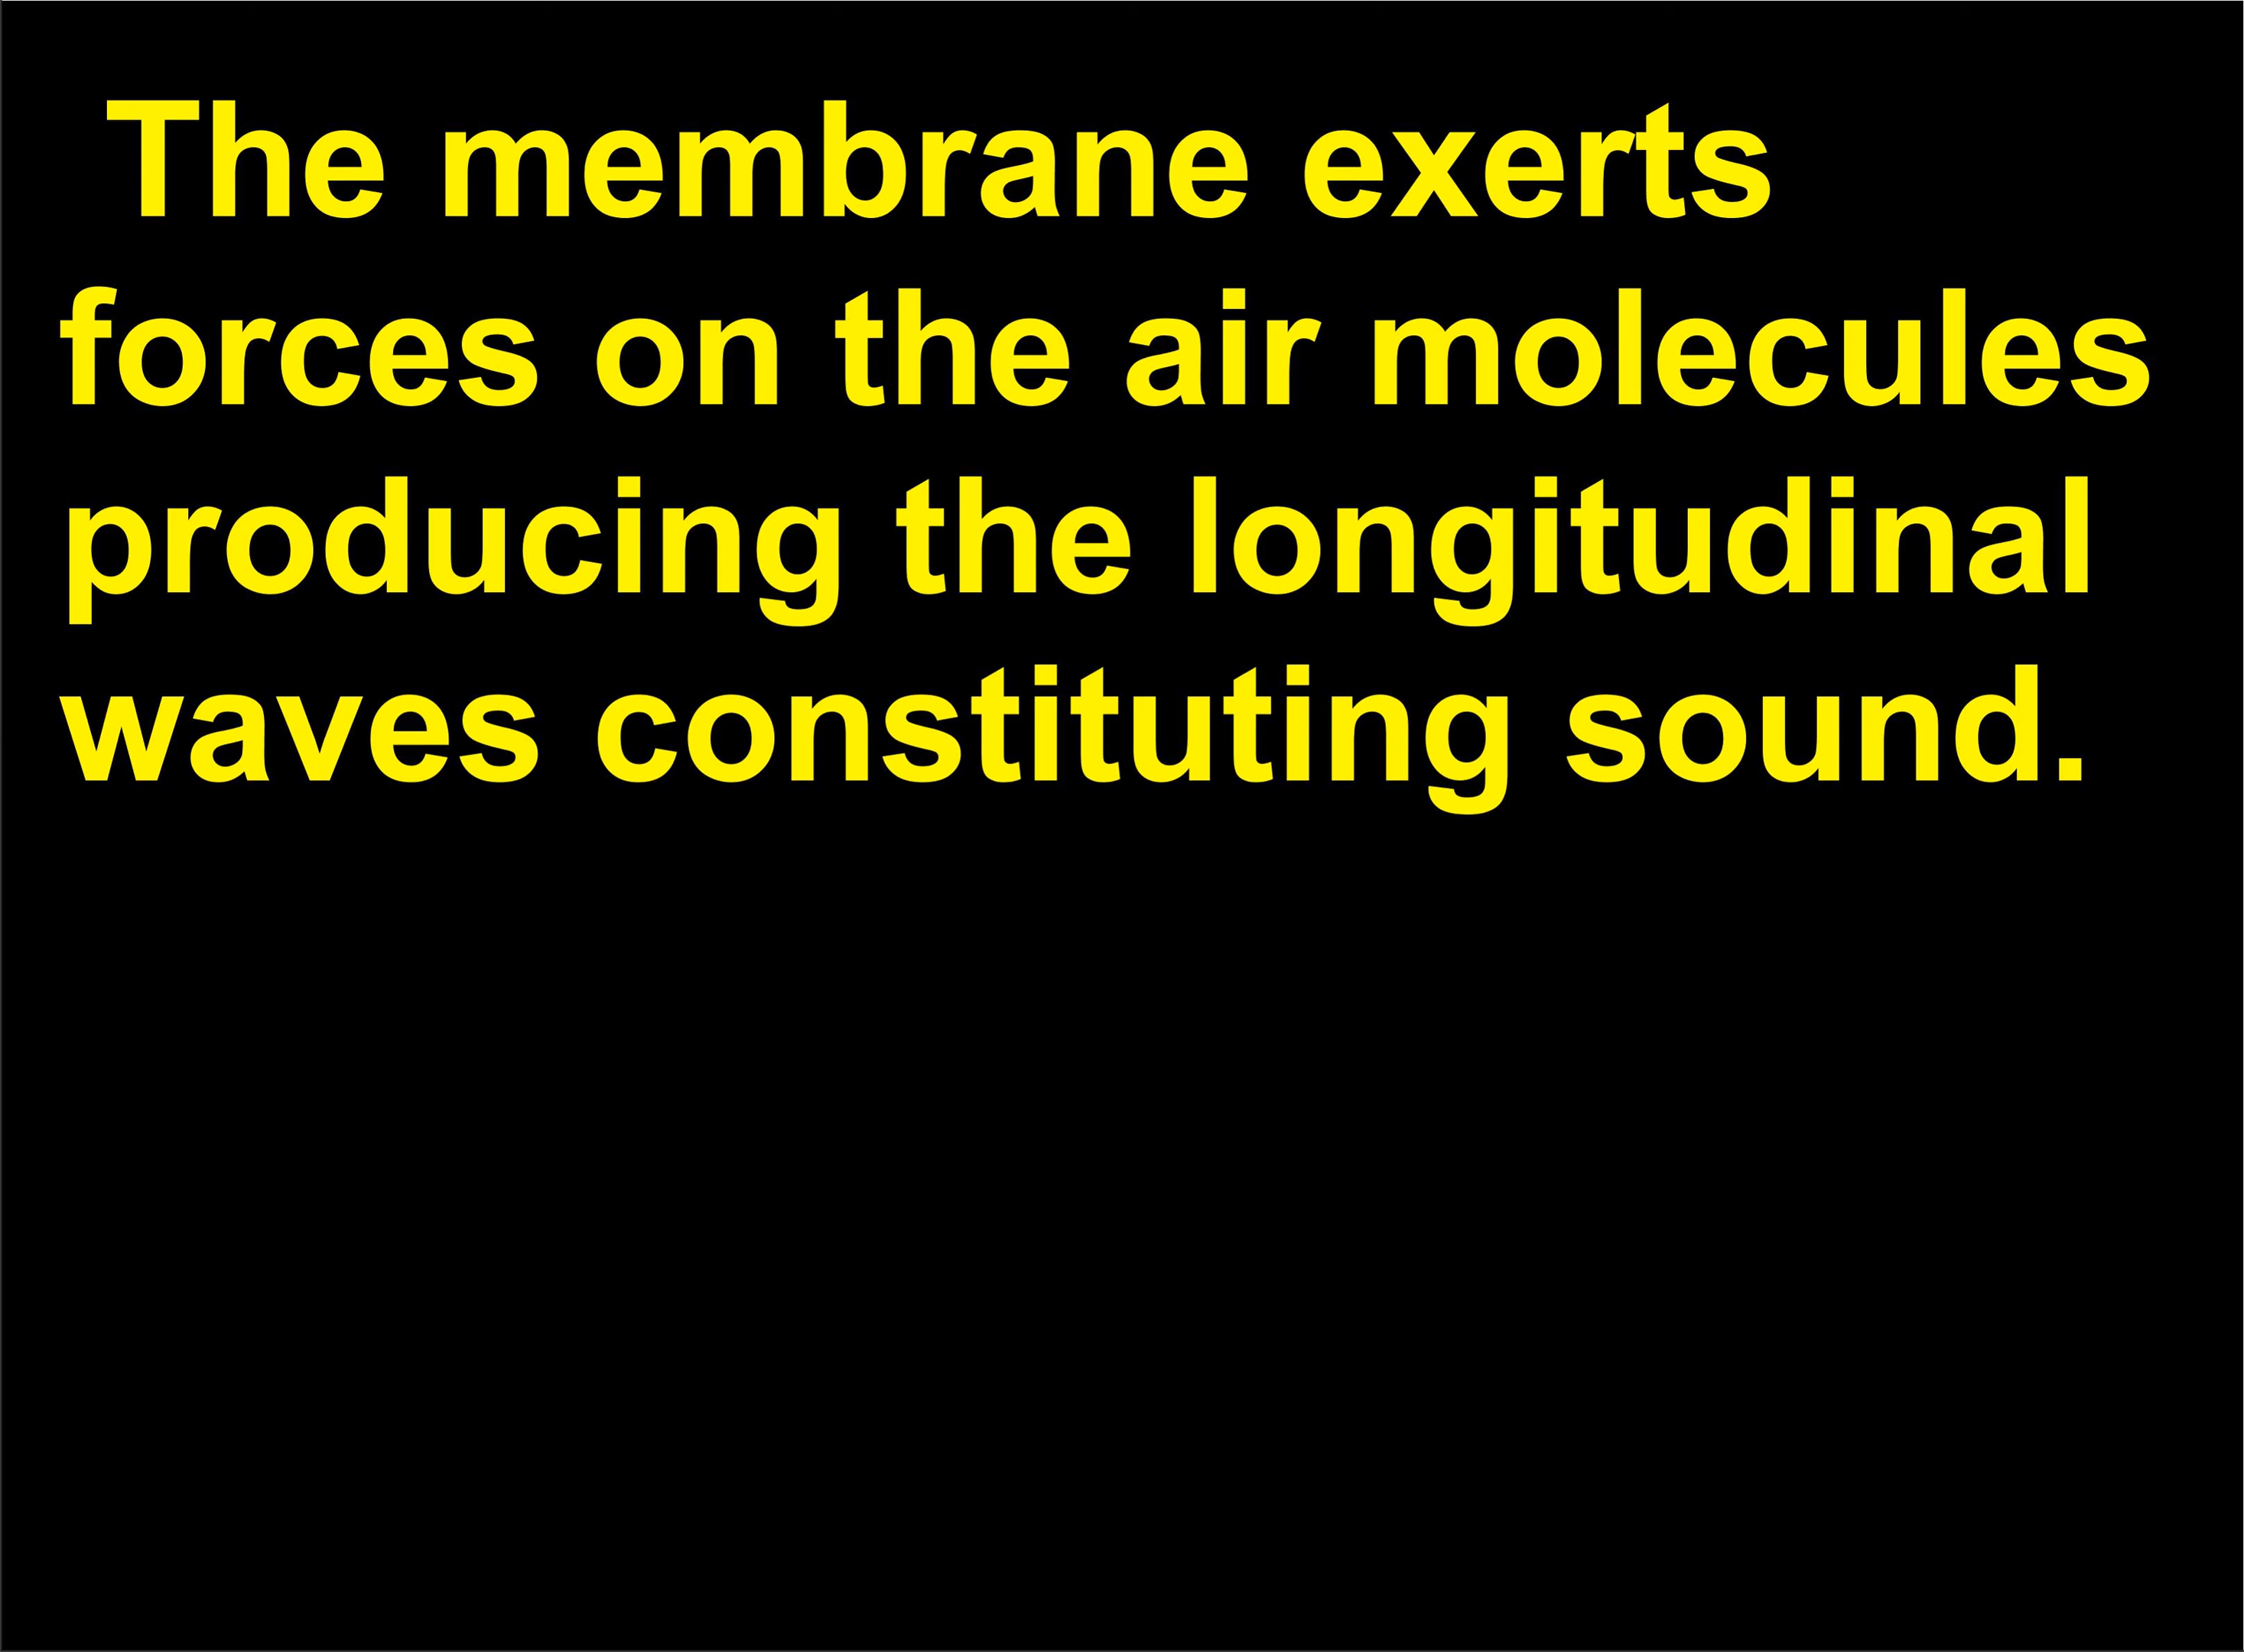 The membrane exerts
forces on the air molecules
producing the longitudinal
waves constituting sound.